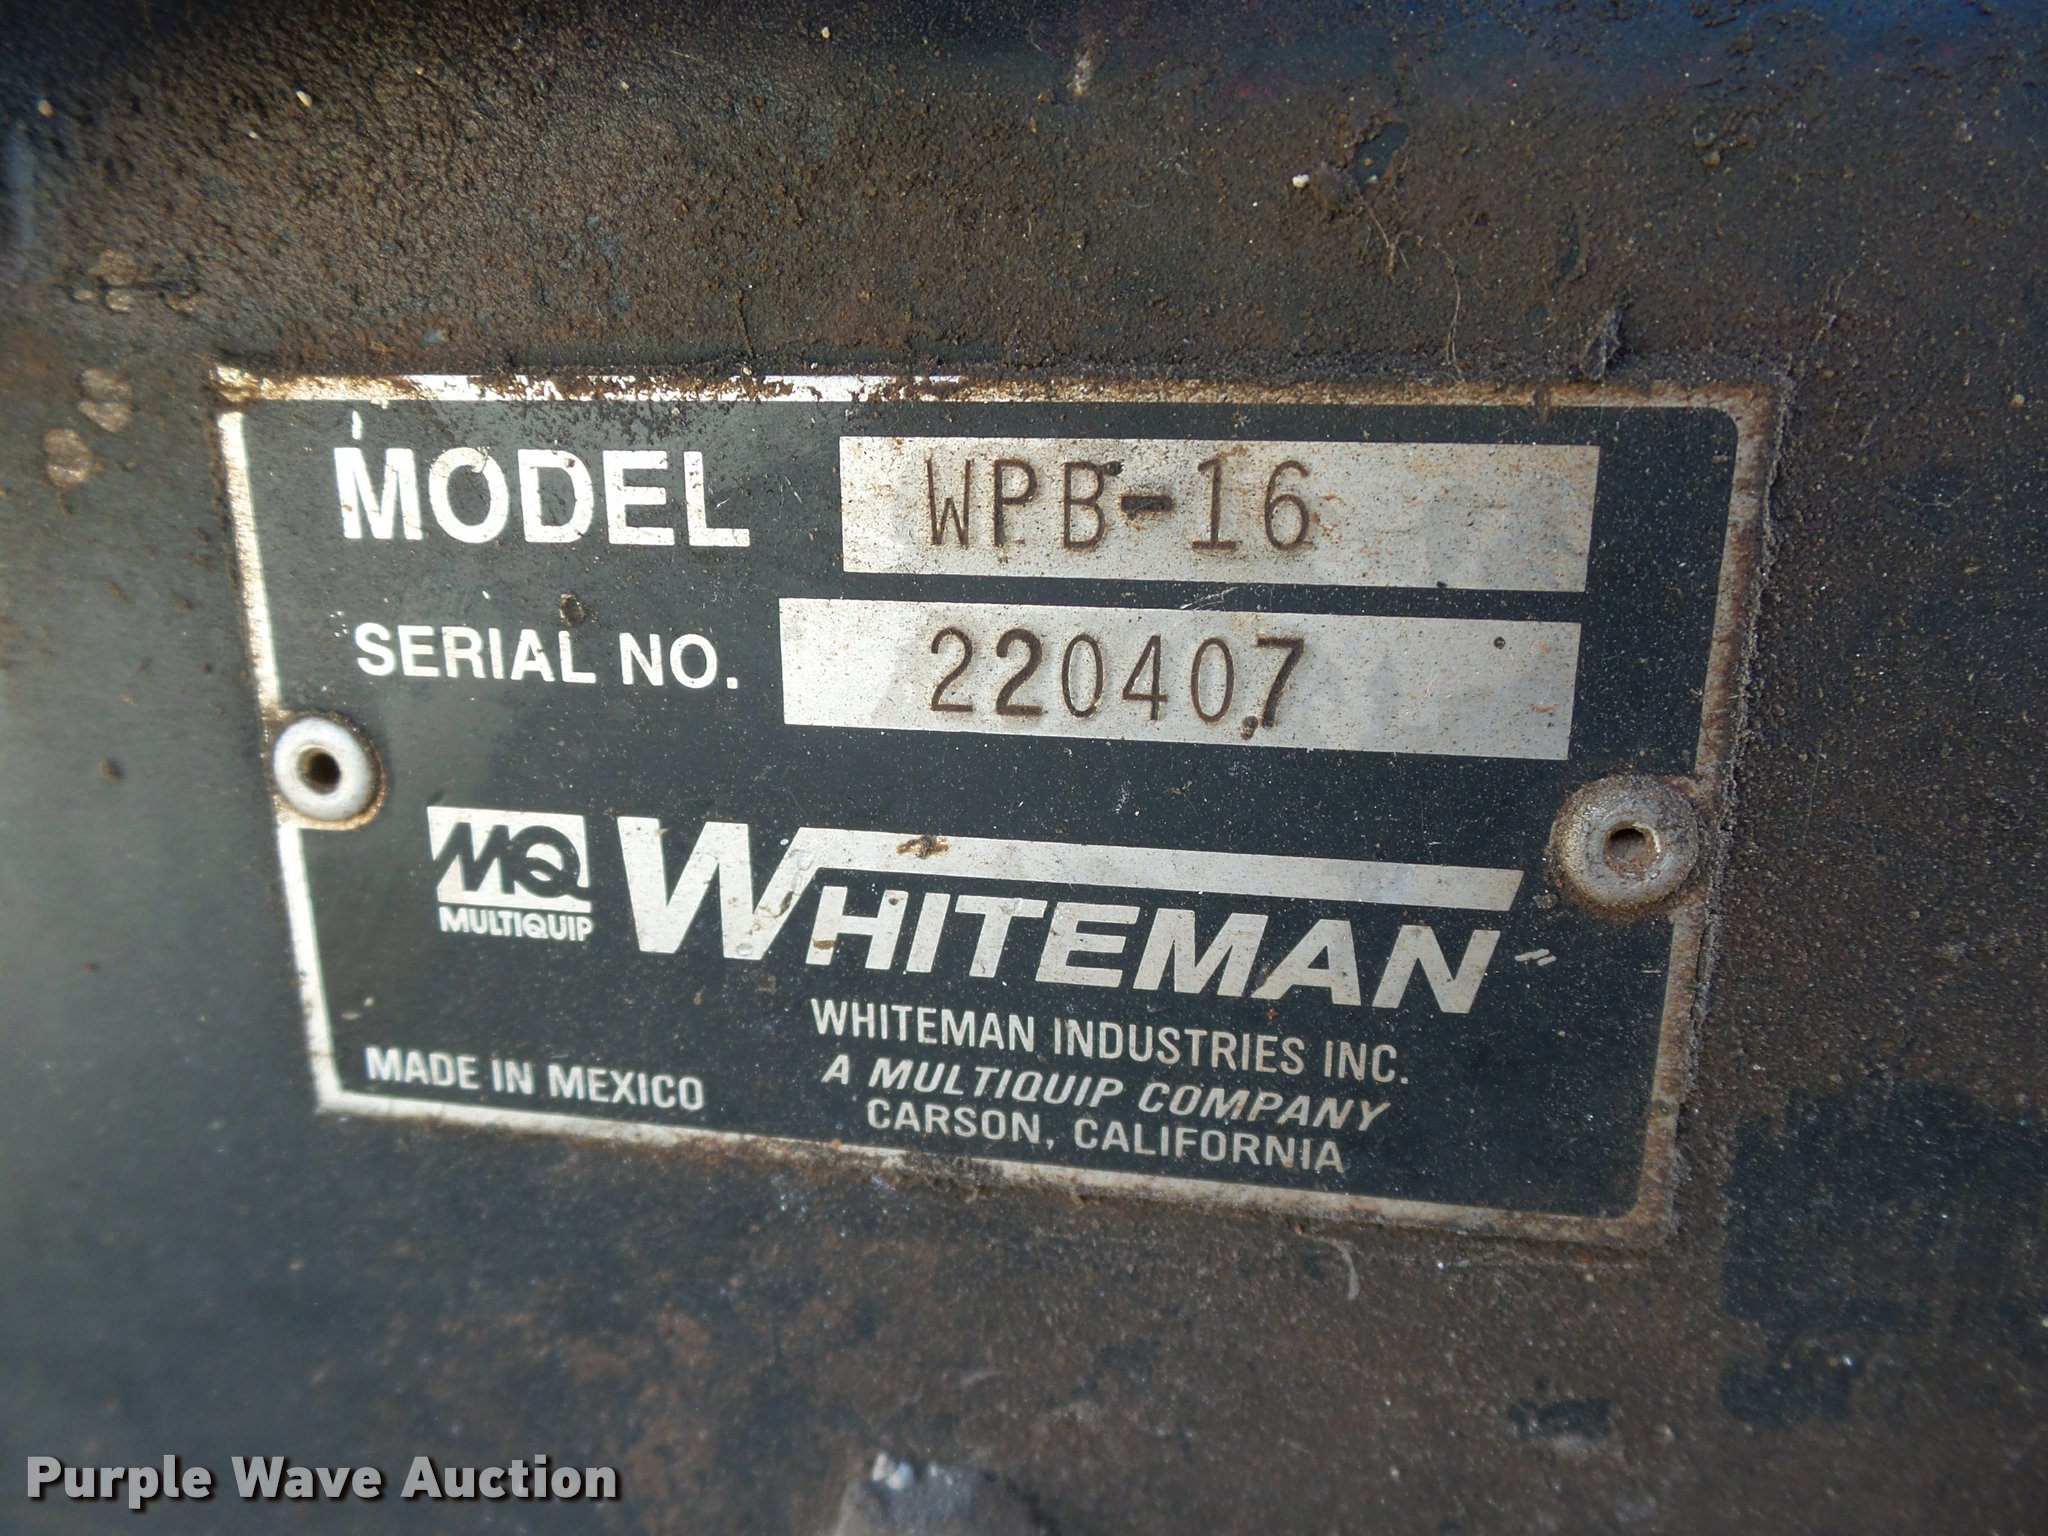 MODEL WPB-16
SERIAL NO. 220407
MQ
MULTIQUIP
WHITEMAN
WHITEMAN INDUSTRIES INC.
A MULTIQUIP COMPANY
CARSON, CALIFORNIA
MADE IN MEXICO
Purple Wave Auction